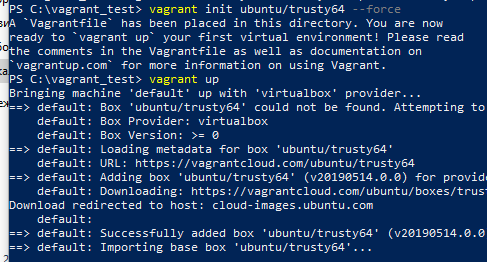 PS C:\vagrant_test> vagrant init ubuntu/trusty64 --force
A `Vagrantfile` has been placed in this directory. You are now
ready to `vagrant up` your first virtual environment! Please read
the comments in the Vagrantfile as well as documentation on
`vagrantup.com` for more information on using Vagrant.
PS C:\vagrant_test> vagrant up
Bringing machine 'default' up with 'virtualbox' provider...
==> default: Box 'ubuntu/trusty64' could not be found. Attempting to
default: Box Provider: virtualbox
default: Box Version: >= 0
==> default: Loading metadata for box 'ubuntu/trusty64'
default: URL: https://vagrantcloud.com/ubuntu/trusty64
==> default: Adding box 'ubuntu/trusty64' (v20190514.0.0) for provide
default: Downloading: https://vagrantcloud.com/ubuntu/boxes/trust
Download redirected to host: cloud-images.ubuntu.com
default:
==> default: Successfully added box 'ubuntu/trusty64' (v20190514.0.0
==> default: Importing base box 'ubuntu/trusty64'...